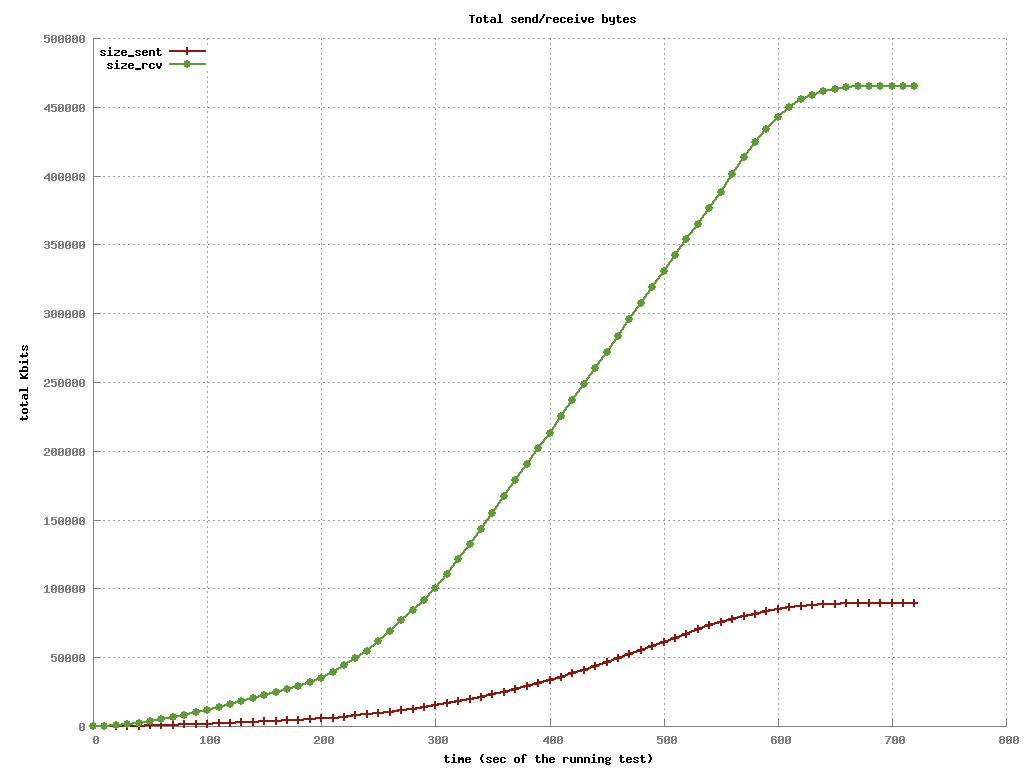 Total send/receive bytes
500000
size_sent
size_rcv
450000
400000
350000
300000
250000
total Kbits
200000
150000
100000
50000
0
0 100 200 300 400 500 600 700 800
time (sec of the running test)